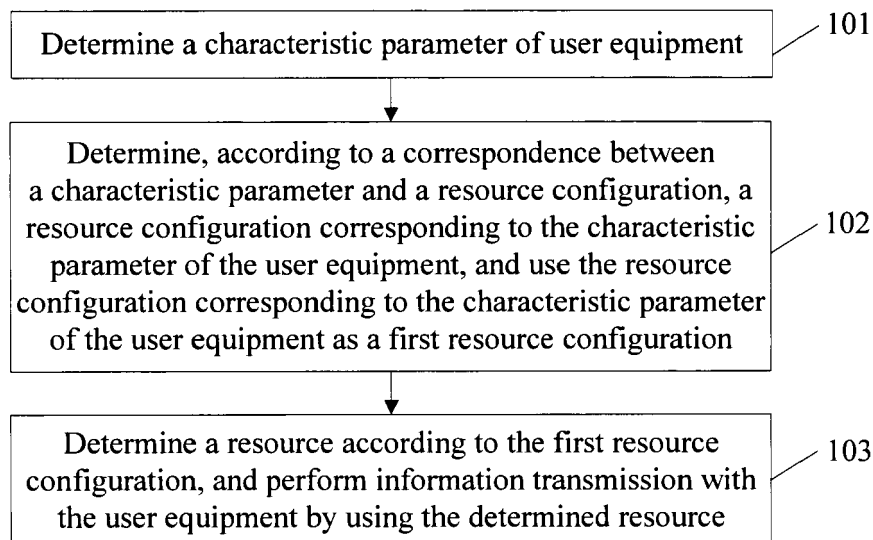 Determine a characteristic parameter of user equipment
101
Determine, according to a correspondence between
a characteristic parameter and a resource configuration, a
resource configuration corresponding to the characteristic
parameter of the user equipment, and use the resource
configuration corresponding to the characteristic parameter
of the user equipment as a first resource configuration
102
Determine a resource according to the first resource
configuration, and perform information transmission with
the user equipment by using the determined resource
103